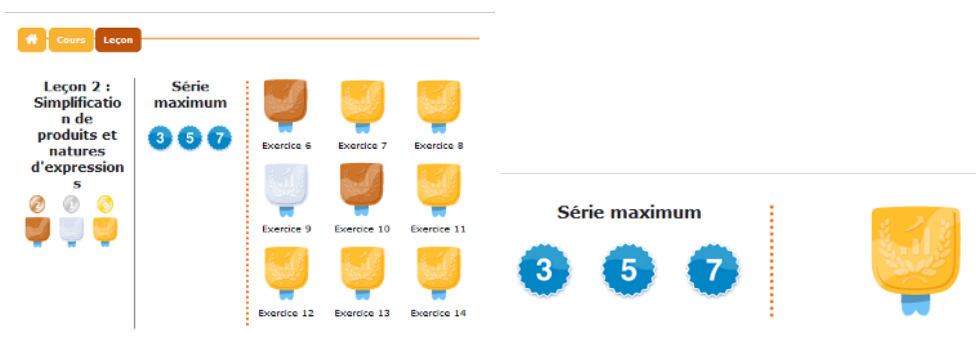 Cours Leçon
Leçon 2 :
Simplificatio
n de
produits et
natures
d'expression
s
Série
maximum
3 5 7
Exercice 6 Exercice 7 Exercice 8
Exercice 9 Exercice 10 Exercice 11
Exercice 12 Exercice 13 Exercice 14
Série maximum
3 5 7